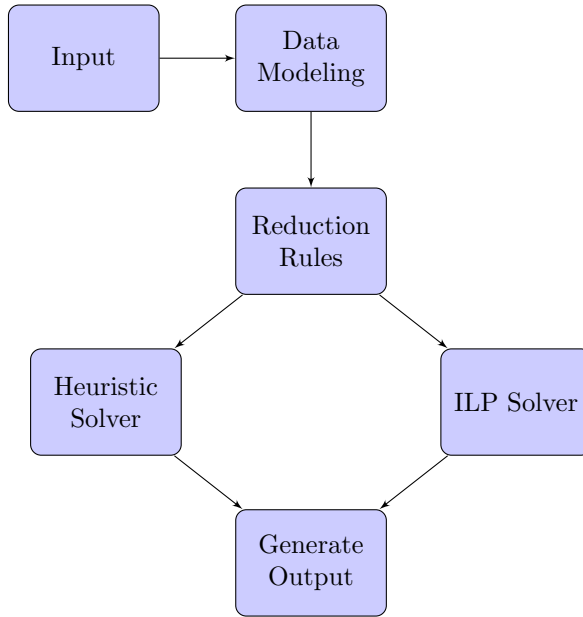 Input
Data
Modeling
Reduction
Rules
Heuristic
Solver
ILP Solver
Generate
Output